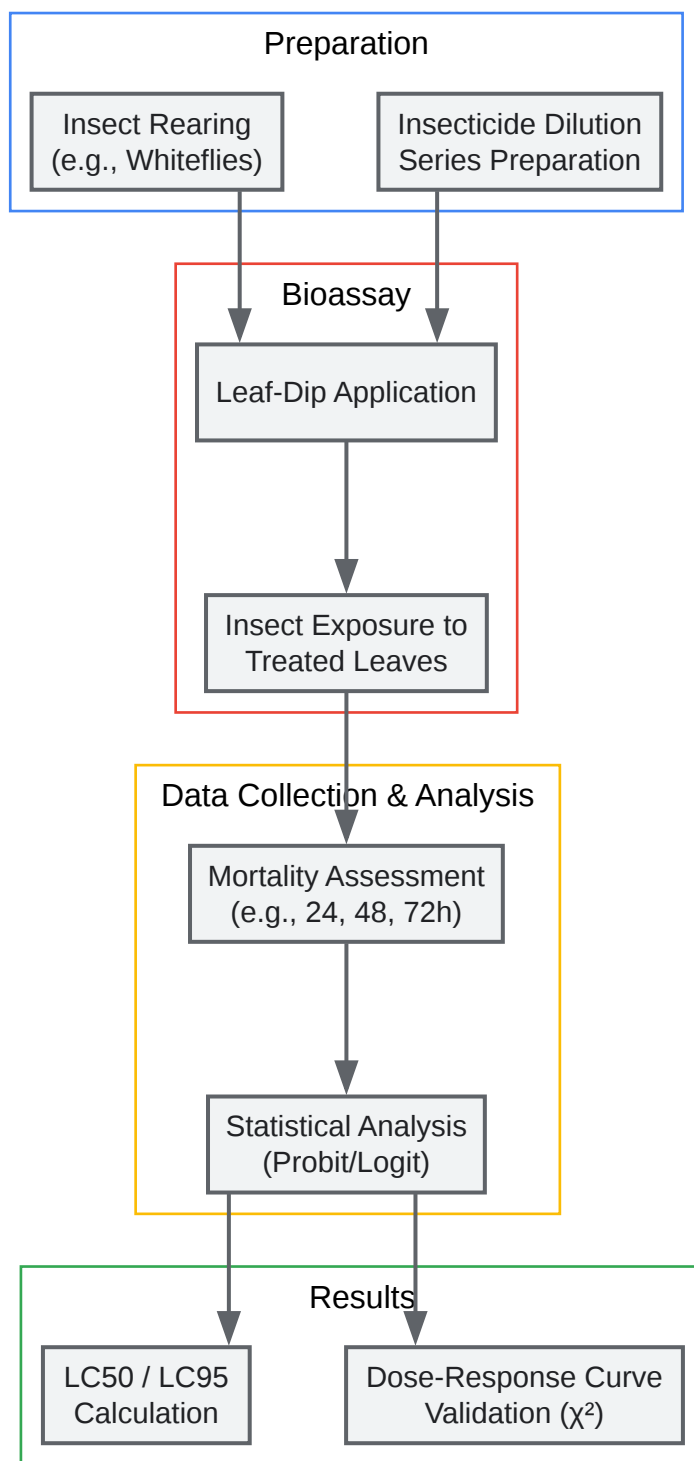 Preparation
Insect Rearing
(e.g., Whiteflies)
Insecticide Dilution
Series Preparation
Bioassay
Leaf-Dip Application
Insect Exposure to
Treated Leaves
Data Collection & Analysis
Mortality Assessment
(e.g., 24, 48, 72h)
Statistical Analysis
(Probit/Logit)
Results
LC50 / LC95
Calculation
Dose-Response Curve
Validation (χ²)